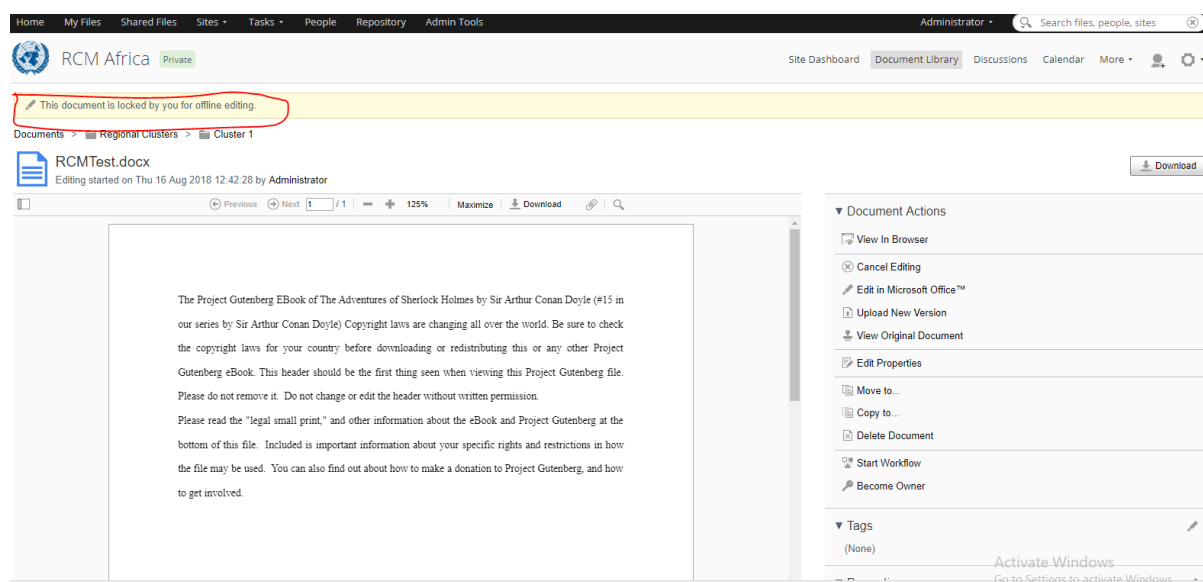 Home My Files Shared Files Sites Tasks People Repository Admin Tools Administrator Search files, people, sites
RCM Africa Private Site Dashboard Document Library Discussions Calendar More
This document is locked by you for offline editing.
Documents > Regional Clusters > Cluster 1
RCMTest.docx
Editing started on Thu 16 Aug 2018 12:42:28 by Administrator
Download
Previous Next 1 / 1 125% Maximize Download
The Project Gutenberg EBook of The Adventures of Sherlock Holmes by Sir Arthur Conan Doyle (#15 in
our series by Sir Arthur Conan Doyle) Copyright laws are changing all over the world. Be sure to check
the copyright laws for your country before downloading or redistributing this or any other Project
Gutenberg eBook. This header should be the first thing seen when viewing this Project Gutenberg file.
Please do not remove it. Do not change or edit the header without written permission.
Please read the "legal small print," and other information about the eBook and Project Gutenberg at the
bottom of this file. Included is important information about your specific rights and restrictions in how
the file may be used. You can also find out about how to make a donation to Project Gutenberg, and how
to get involved.
Document Actions
View In Browser
Cancel Editing
Edit in Microsoft Office™
Upload New Version
View Original Document
Edit Properties
Move to...
Copy to...
Delete Document
Start Workflow
Become Owner
Tags
(None)
Activate Windows
Go to Settings to activate Windows.